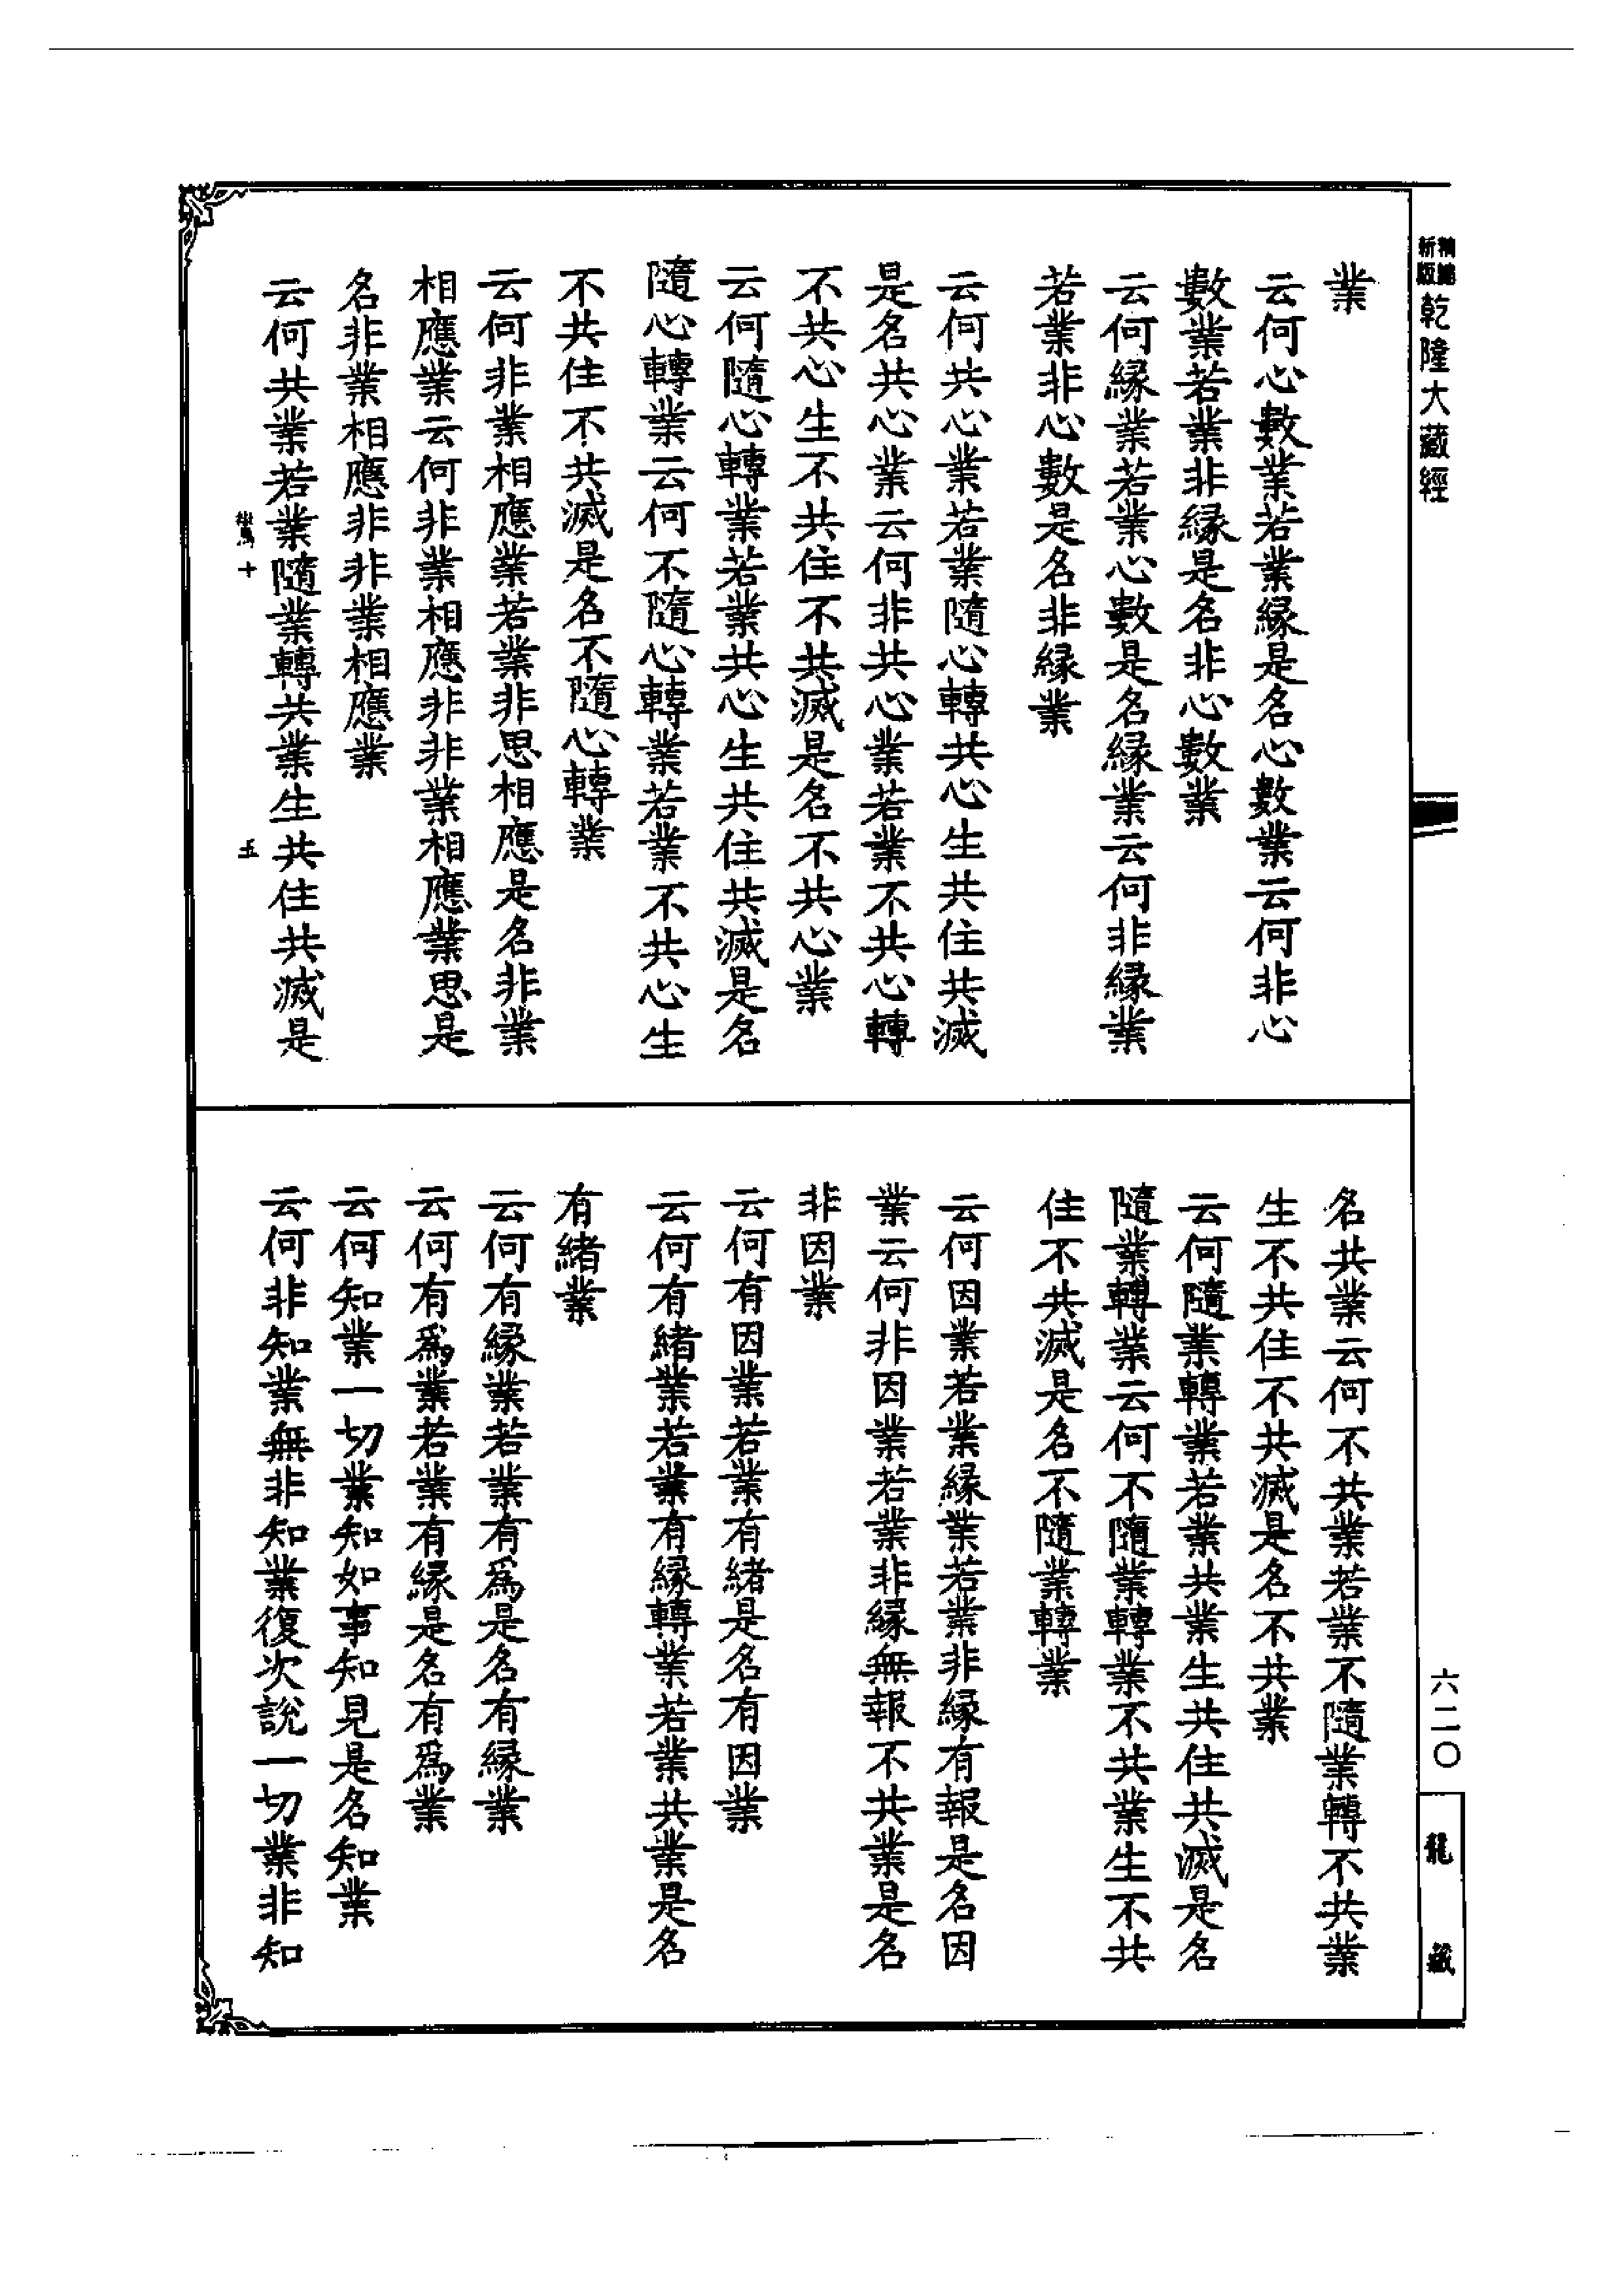 新版
精縮
乾隆大藏經
業
云何心數業若業緣是名心數業云何非心
數業若業非緣是名非心數業
云何緣業若業心數是名緣業云何非緣業
若業非心數是名非緣業
云何共心業若業隨心轉共心生共住共滅
是名共心業云何非共心業若業不共心轉
不共心生不共住不共滅是名不共心業
云何隨心轉業若業共心生共住共滅是名
隨心轉業云何不隨心轉業若業不共心生
不共住不共滅是名不隨心轉業
云何非業相應業若業非思相應是名非業
相應業云何非業相應非非業相應業思是
名非業相應非非業相應業
云何共業若業隨業轉共業生共住共滅是
十
五
名共業云何不共業若業不隨業轉不共業
生不共住不共滅是名不共業
云何隨業轉業若業共業生共住共滅是名
隨業轉業云何不隨業轉業不共業生不共
住不共滅是名不隨業轉業
云何因業若業緣業若業非緣有報是名因
業云何非因業若業非緣無報不共業是名
非因業
云何有因業若業有緒是名有因業
云何有緒業若業有緣轉業若業共業是名
有緒業
云何有緣業若業有為是名有緣業
云何有為業若業有緣是名有為業
云何知業一切業知如事知見是名知業
云何非知業無非知業復次說一切業非知
六二〇
龍藏